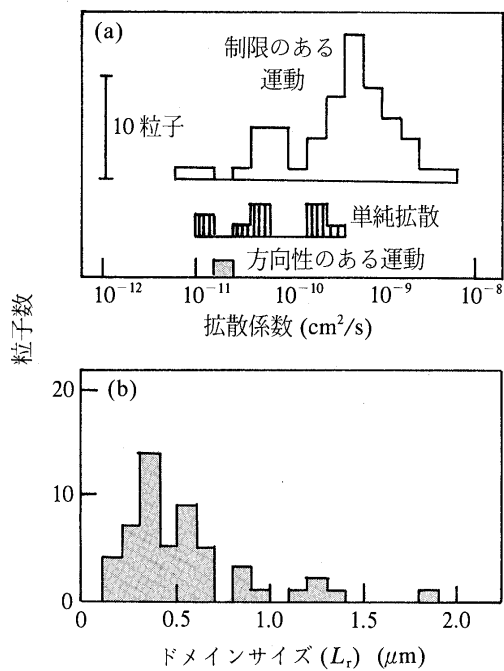 (a)
制限のある
運動
10 粒子
単純拡散
方向性のある運動
10⁻¹² 10⁻¹¹ 10⁻¹⁰ 10⁻⁹ 10⁻⁸
拡散係数 (cm²/s)
粒子数
(b)
20
10
0
0 0.5 1.0 1.5 2.0
ドメインサイズ (Lᵣ) (μm)